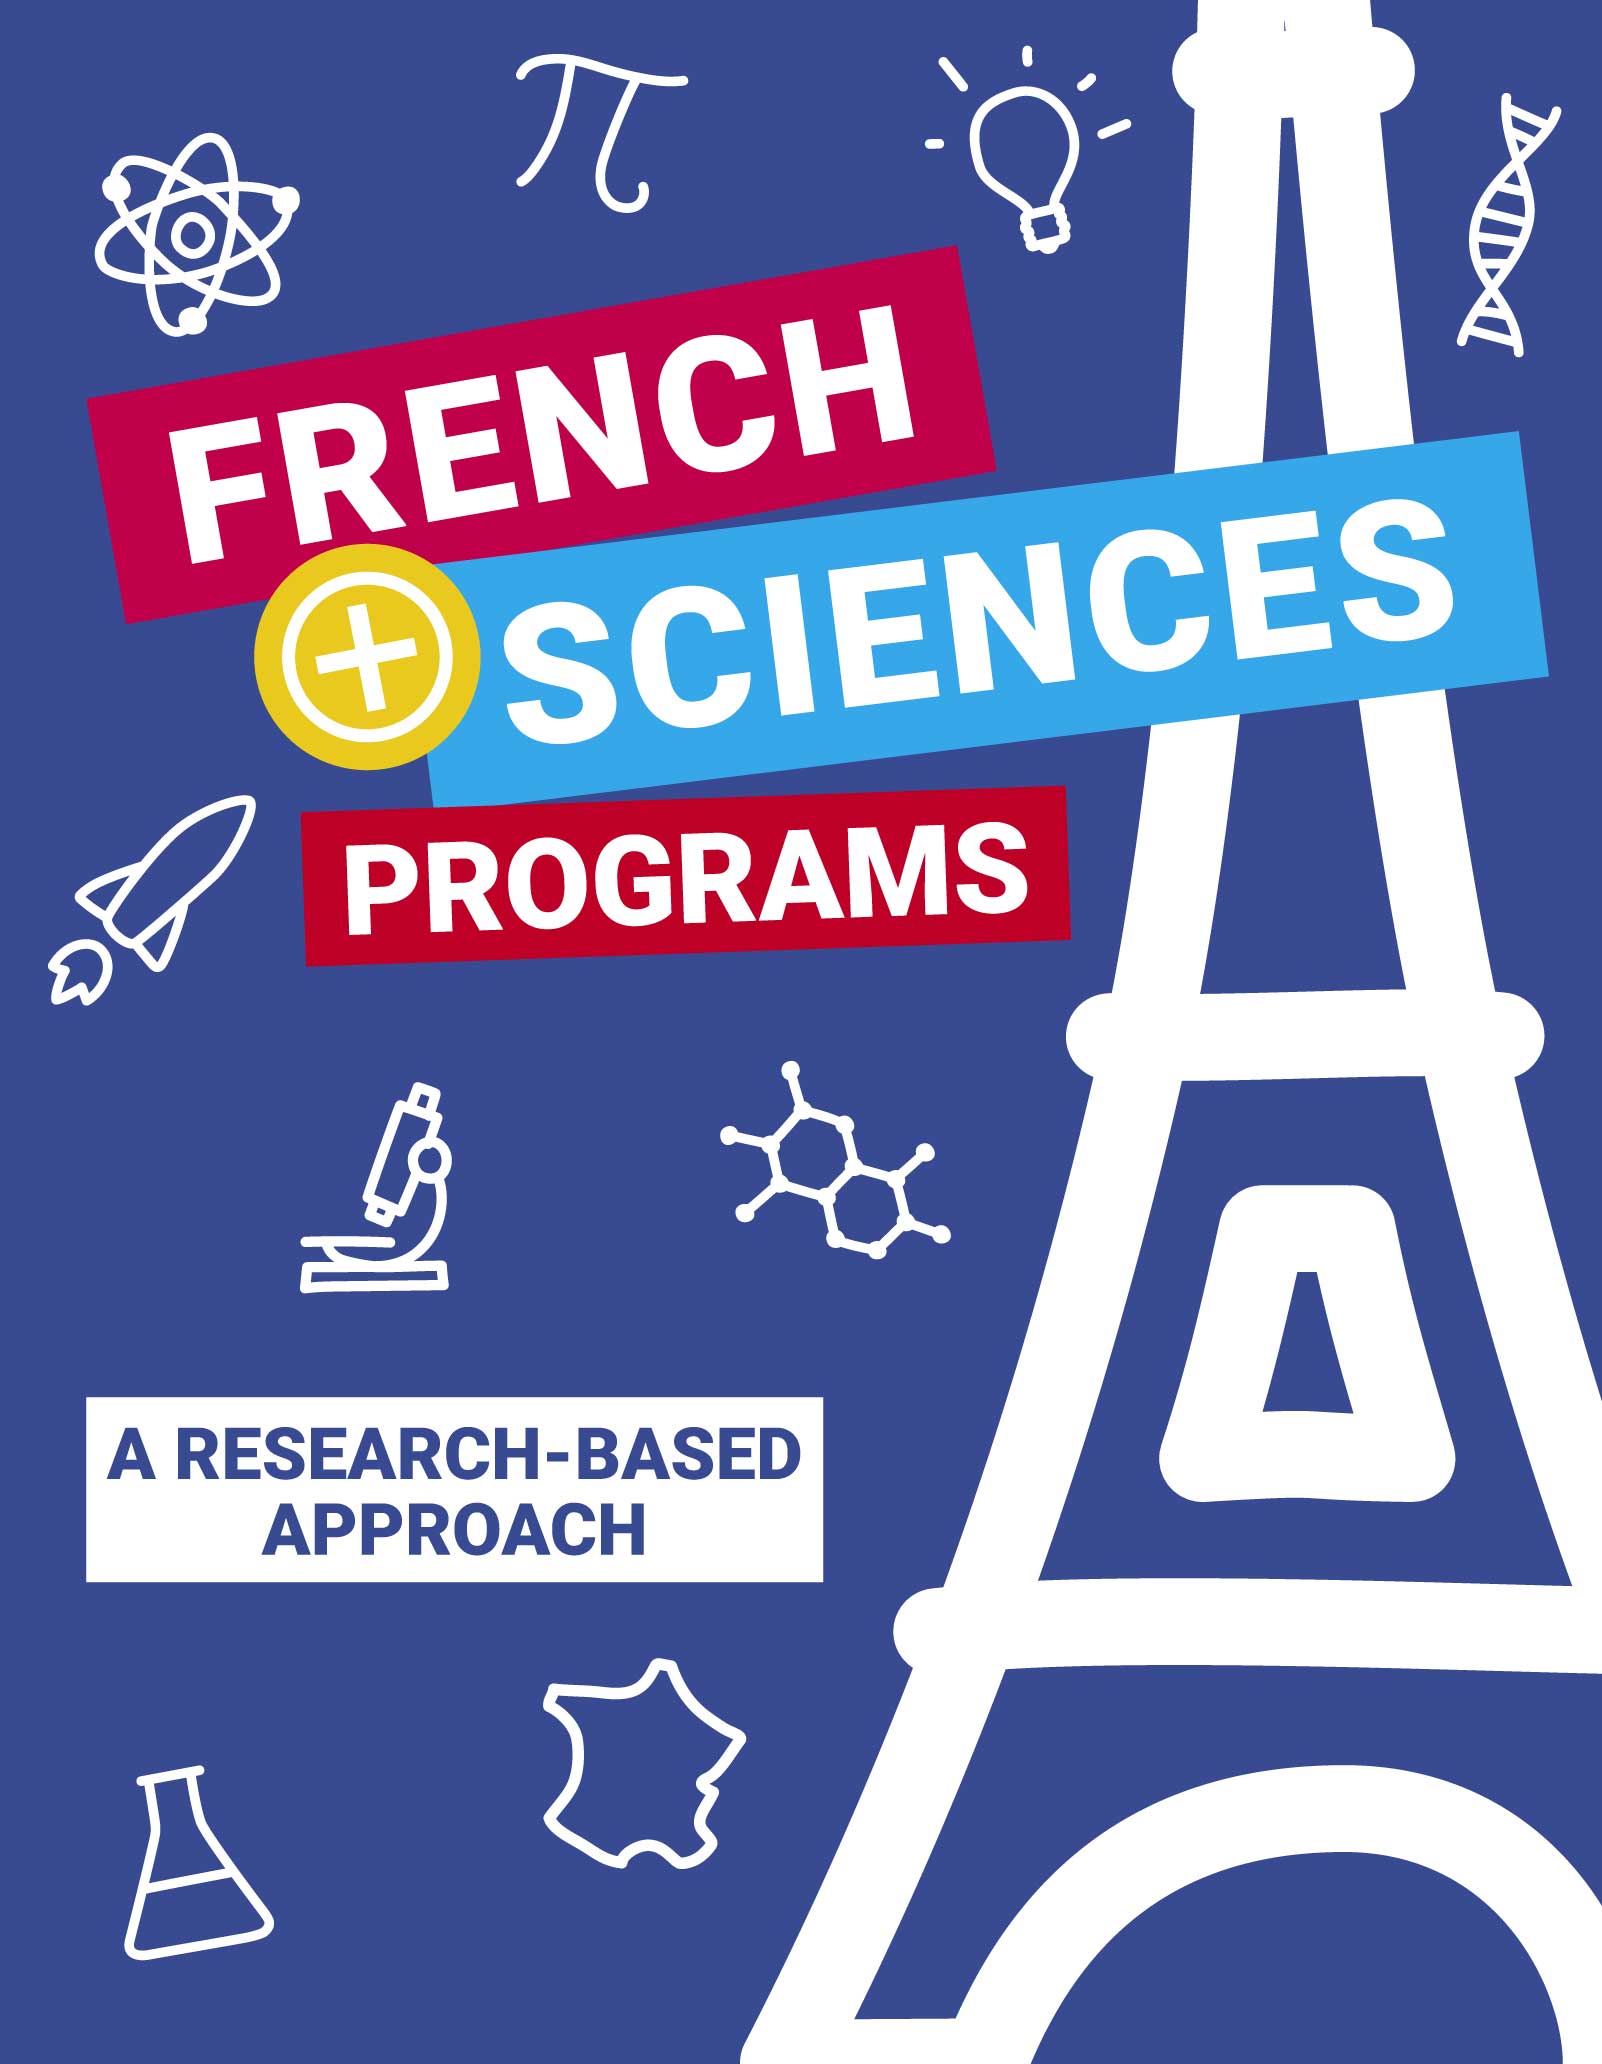 π
FRENCH
+ SCIENCES
PROGRAMS
A RESEARCH-BASED
APPROACH